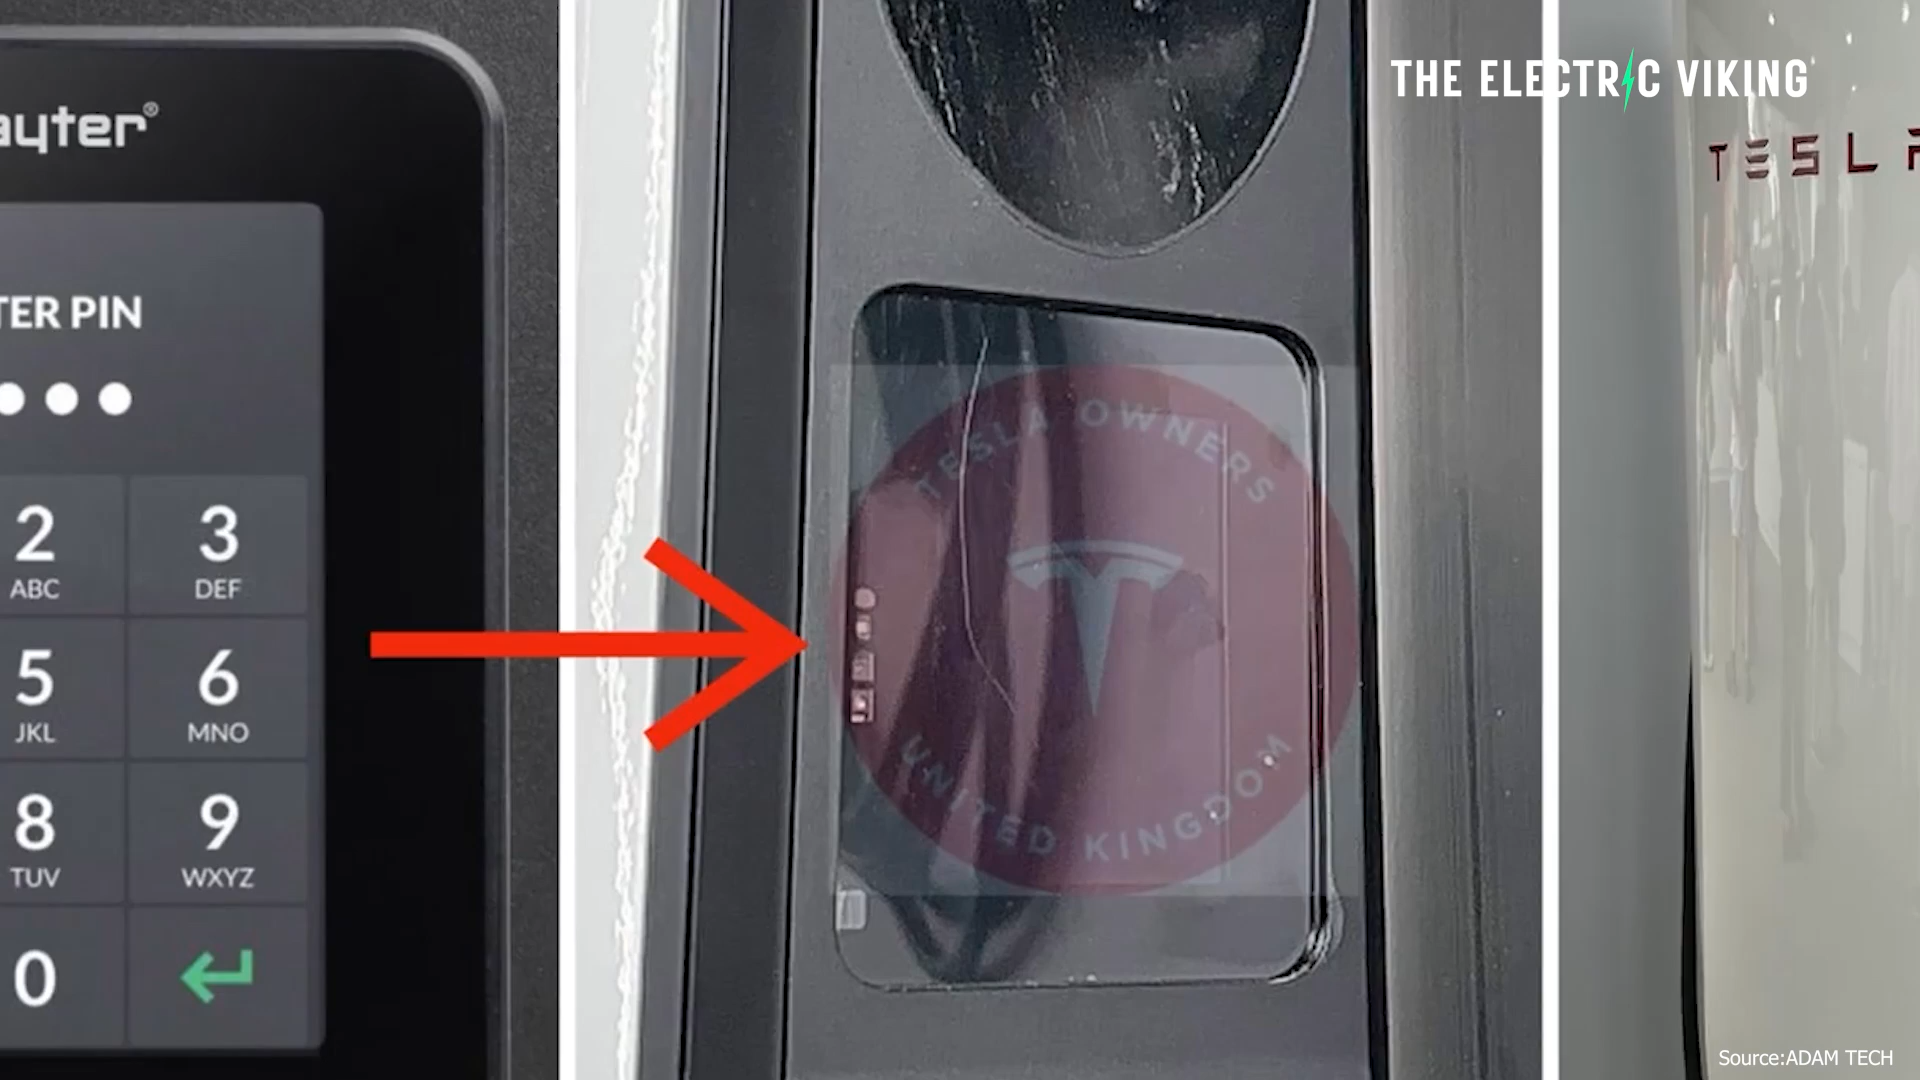 ayter®
TER PIN
2 3
ABC DEF
5 6
JKL MNO
8 9
TUV WXYZ
0
TESLA OWNERS
UNITED KINGDOM
THE ELECTRIC VIKING
TESLA
Source:ADAM TECH